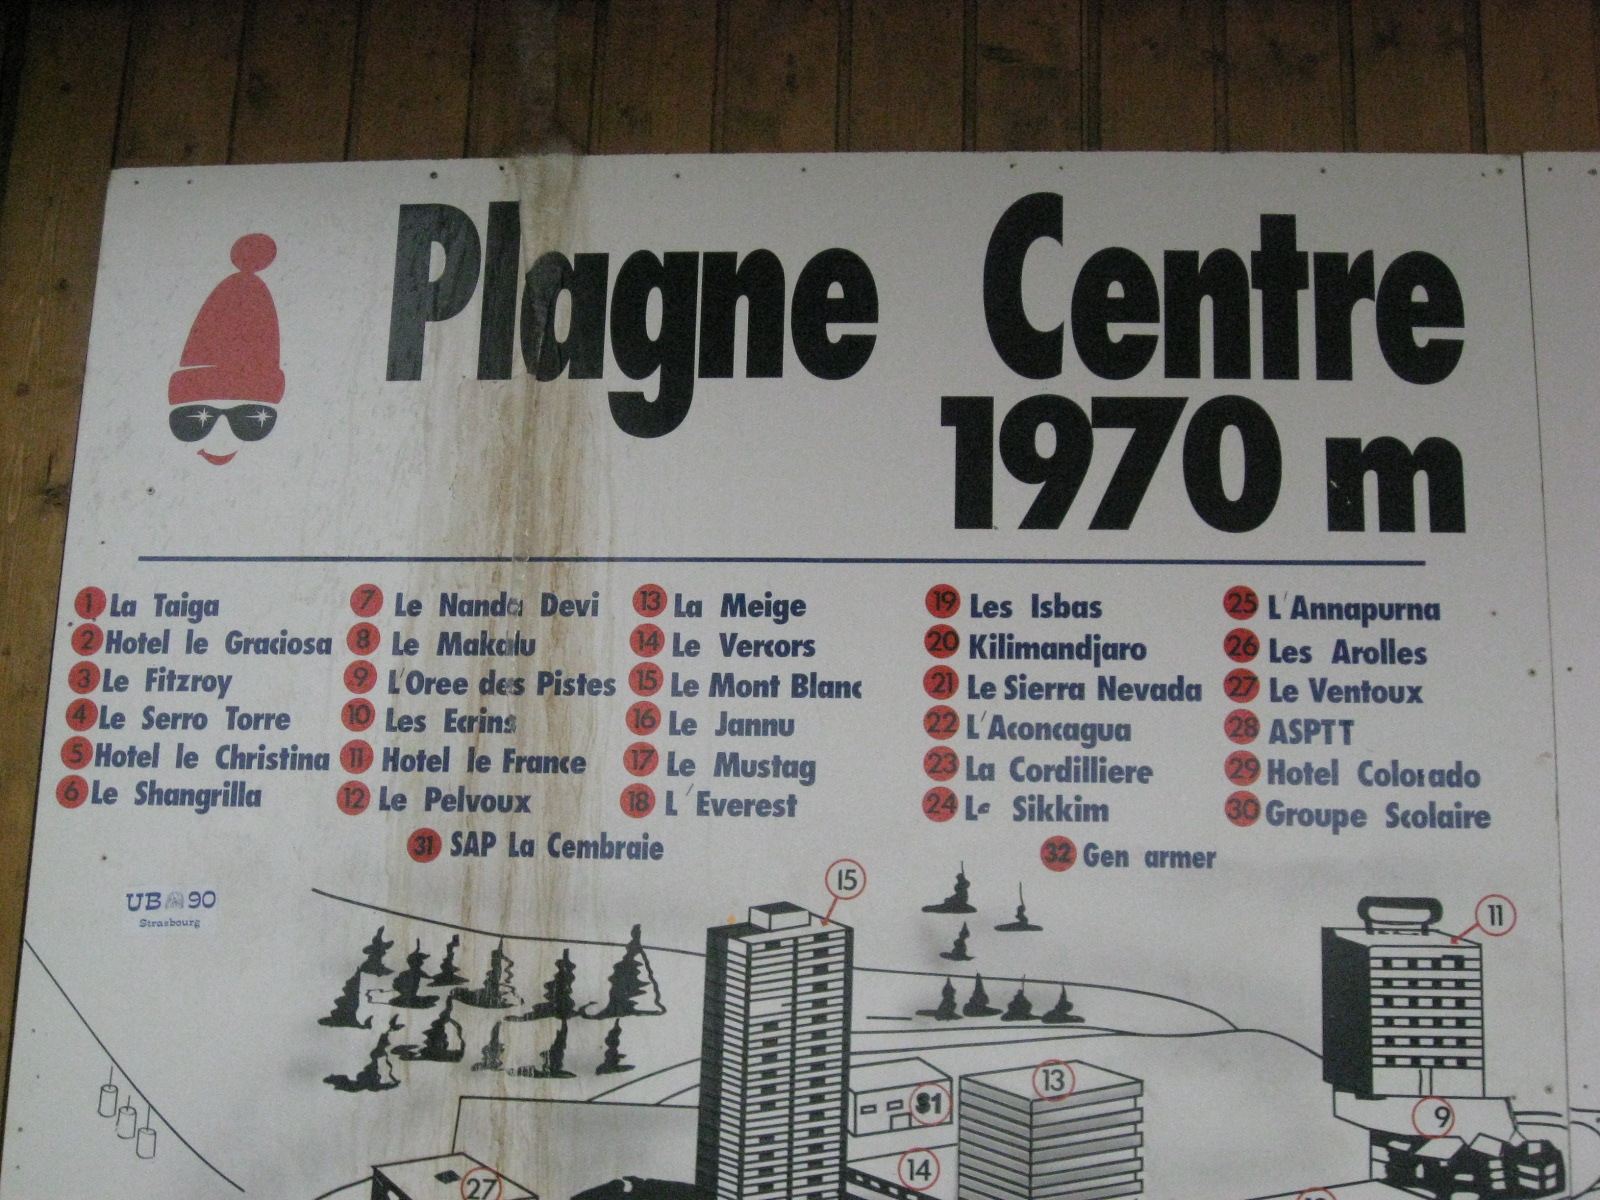 Plagne Centre
1970 m
1 La Taiga
2 Hotel le Graciosa
3 Le Fitzroy
4 Le Serro Torre
5 Hotel le Christina
6 Le Shangrilla
7 Le Nanda Devi
8 Le Makalu
9 L'Oree des Pistes
10 Les Ecrins
11 Hotel le France
12 Le Pelvoux
13 La Meige
14 Le Vercors
15 Le Mont Blanc
16 Le Jannu
17 Le Mustag
18 L'Everest
19 Les Isbas
20 Kilimandjaro
21 Le Sierra Nevada
22 L'Aconcagua
23 La Cordilliere
24 Le Sikkim
25 L'Annapurna
26 Les Arolles
27 Le Ventoux
28 ASPTT
29 Hotel Colorado
30 Groupe Scolaire
31 SAP La Cembraie
32 Gen armer
UB 90
Strasbourg
15
11
13
31
9
14
27